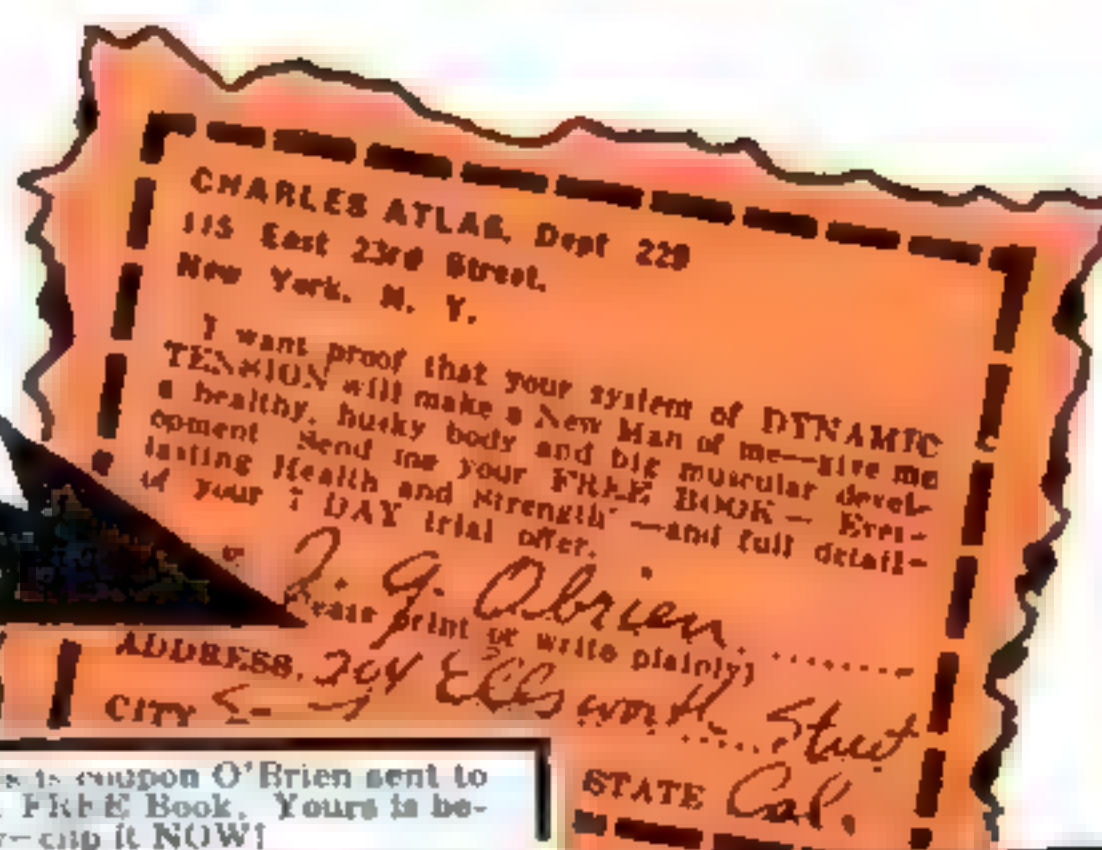 CHARLES ATLAS, Dept 229
115 East 23rd Street,
New York, N. Y.
I want proof that your system of DYNAMIC
TENSION will make a New Man of me—give me
a healthy, husky body and big muscular devel-
opment Send me your FREE BOOK — Ever-
lasting Health and Strength —and full detail-
of your 7 DAY trial offer.
J. G. Obrien
print or write plainly)
ADDRESS. 204 Ellsworth Street
CITY
STATE Cal.
is coupon O'Brien sent to
FREE Book. Yours is be-
clip it NOW!